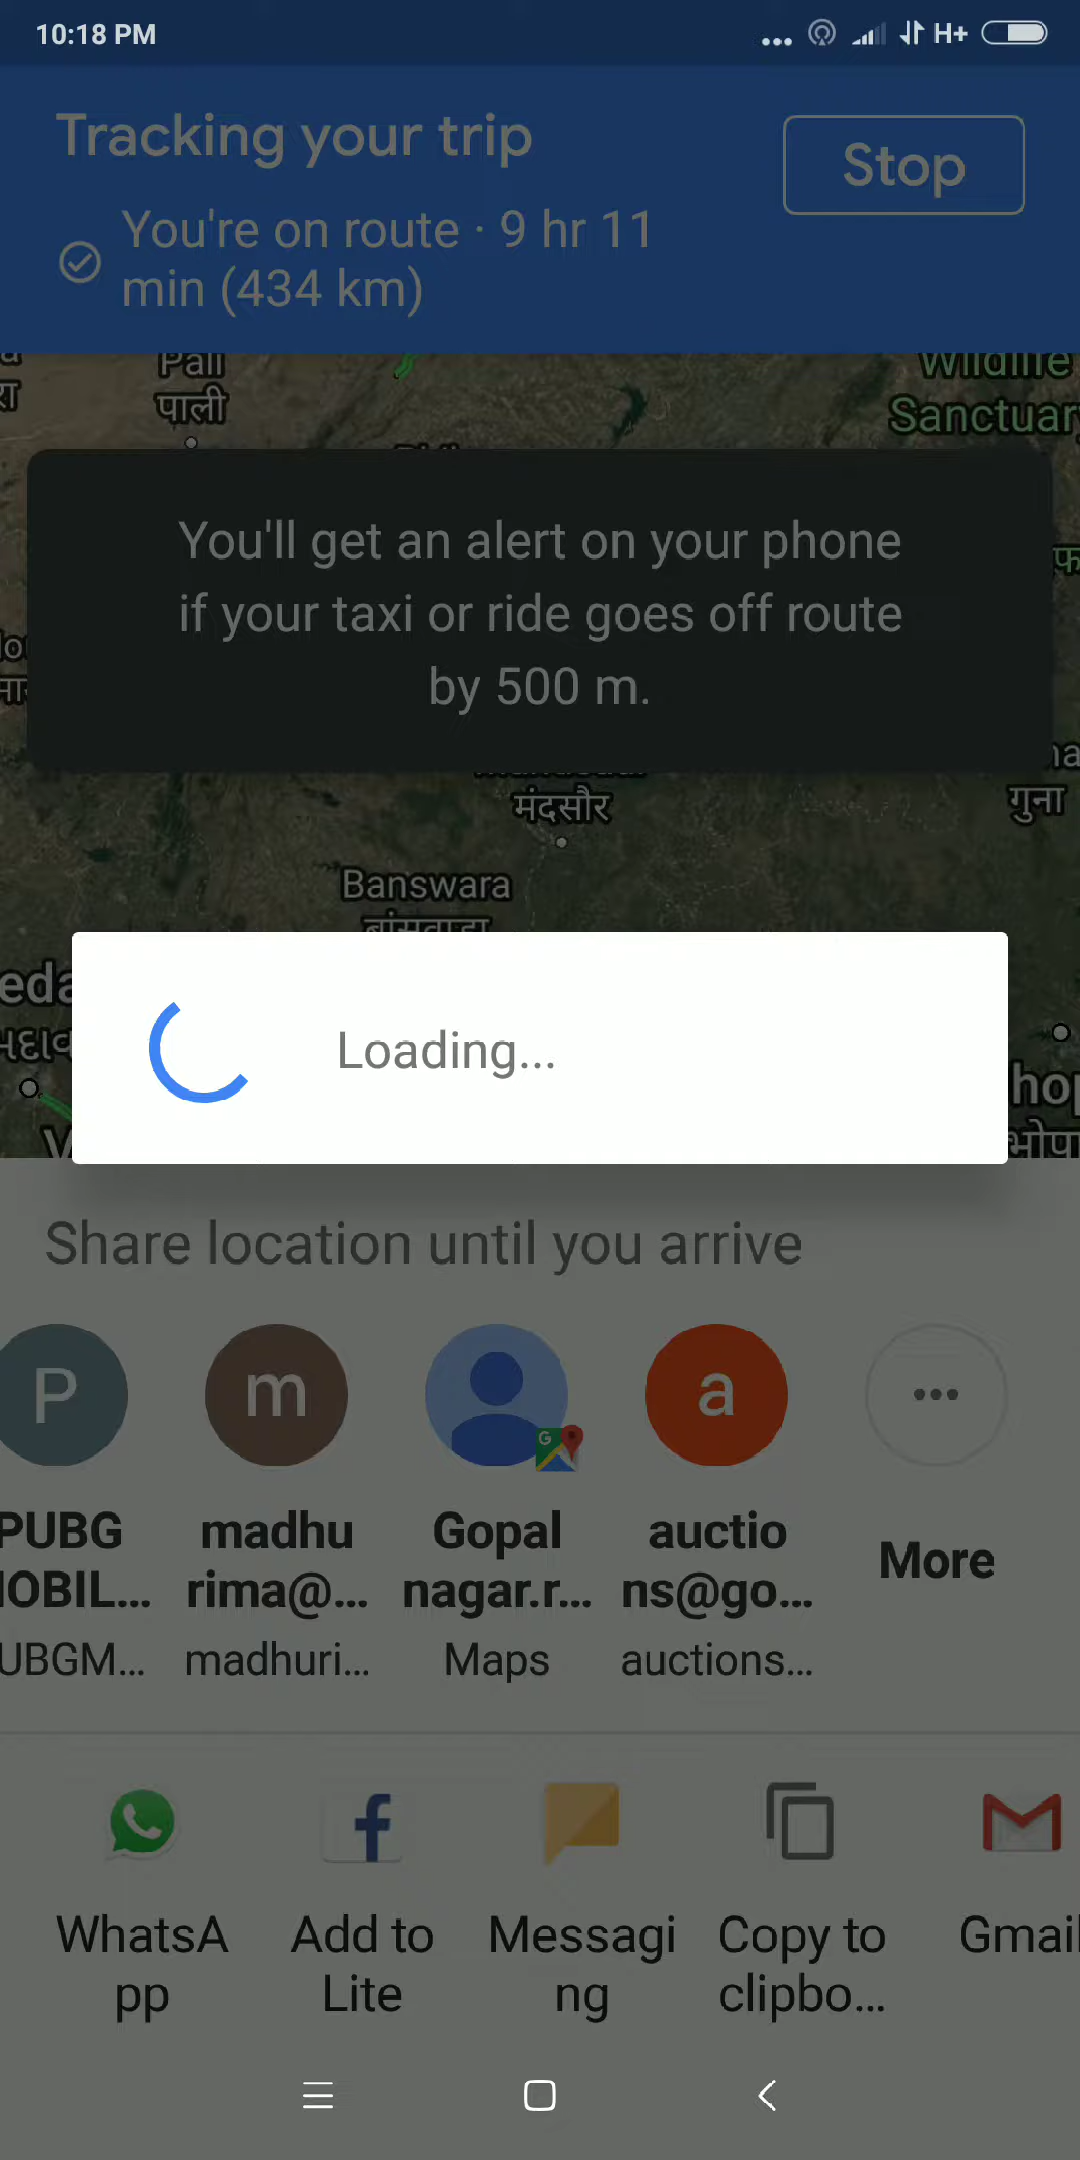 10:18 PM
H+
Tracking your trip
Stop
You're on route · 9 hr 11
min (434 km)
Pali
पाली
Wildlife
Sanctuar
You'll get an alert on your phone
if your taxi or ride goes off route
by 500 m.
मंदसौर
गुना
Banswara
बांसवाड़ा
Loading...
Share location until you arrive
P
m
a
PUBG
madhu
Gopal
auctio
More
OBIL...
rima@...
nagar.r...
ns@go...
UBGM...
madhuri...
Maps
auctions...
WhatsA
pp
Add to
Lite
Messagi
ng
Copy to
clipbo...
Gmail